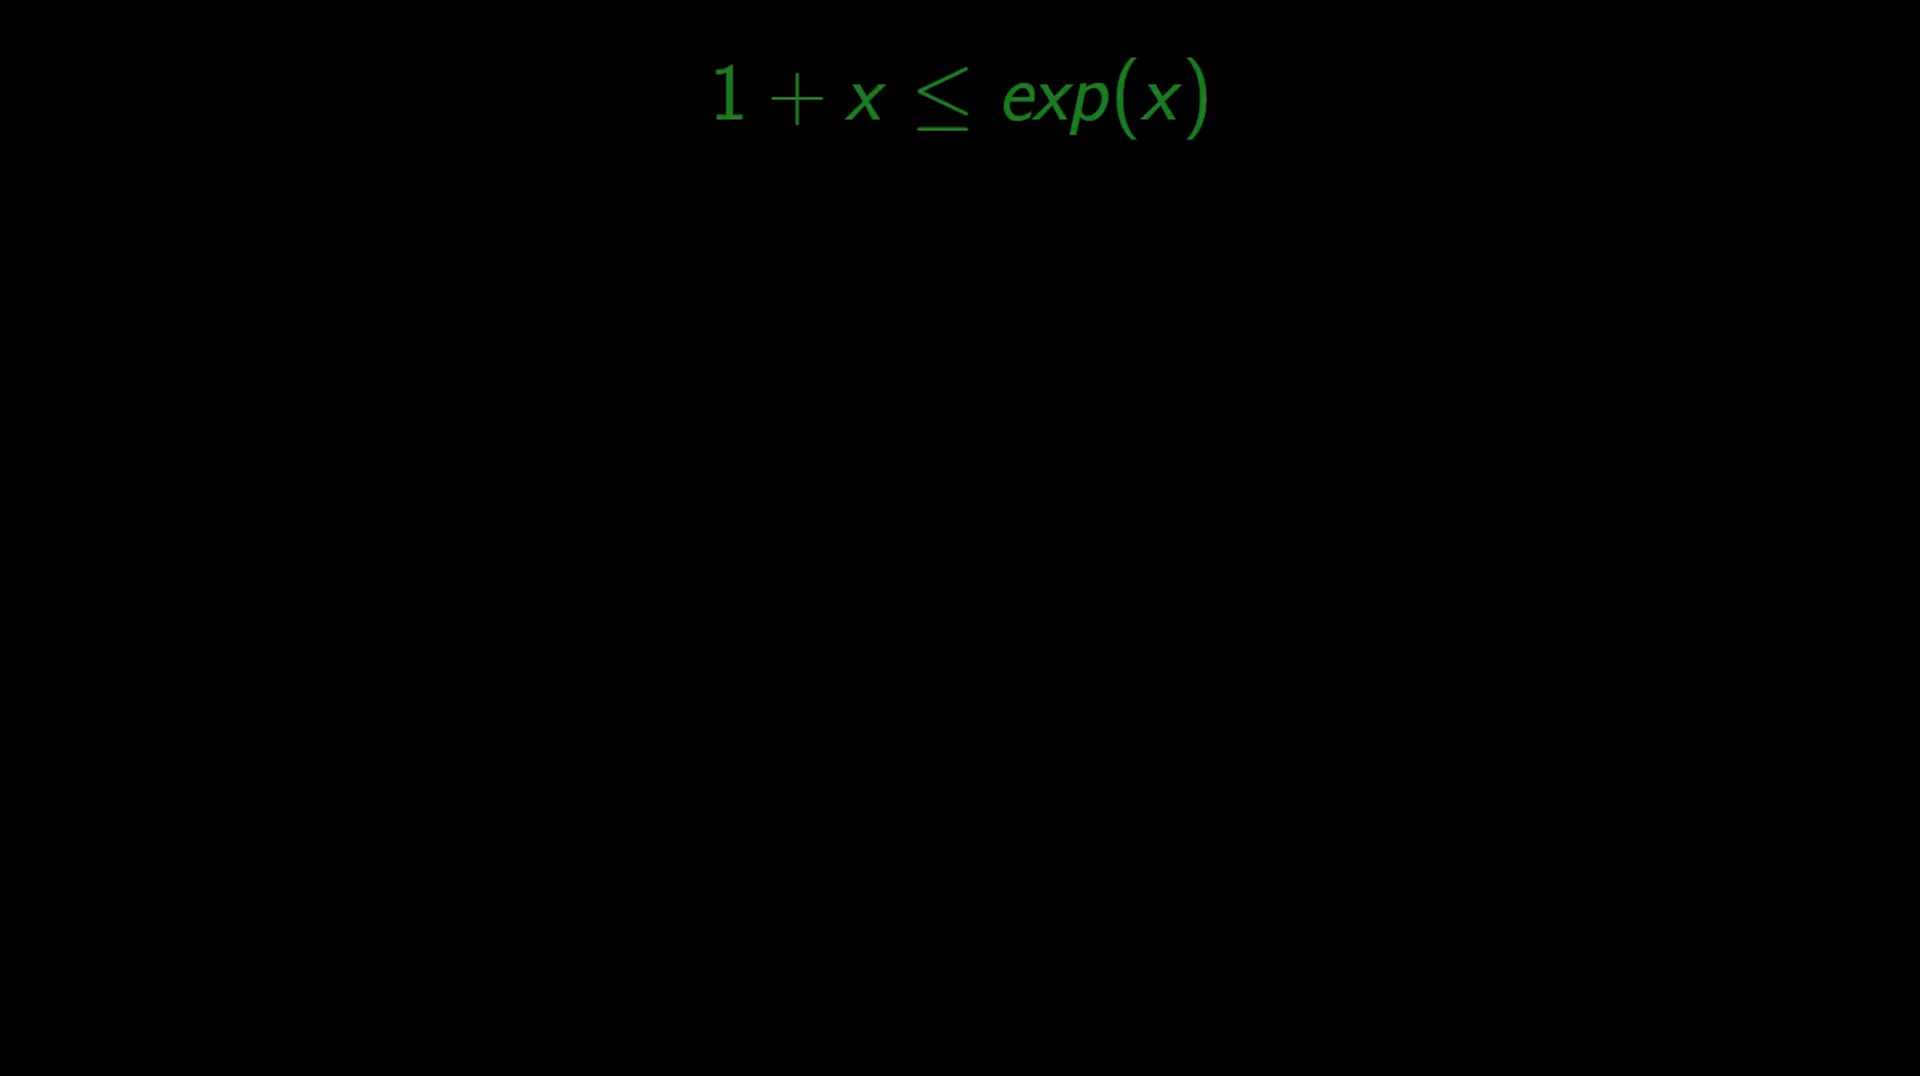 1 + x ≤ exp(x)